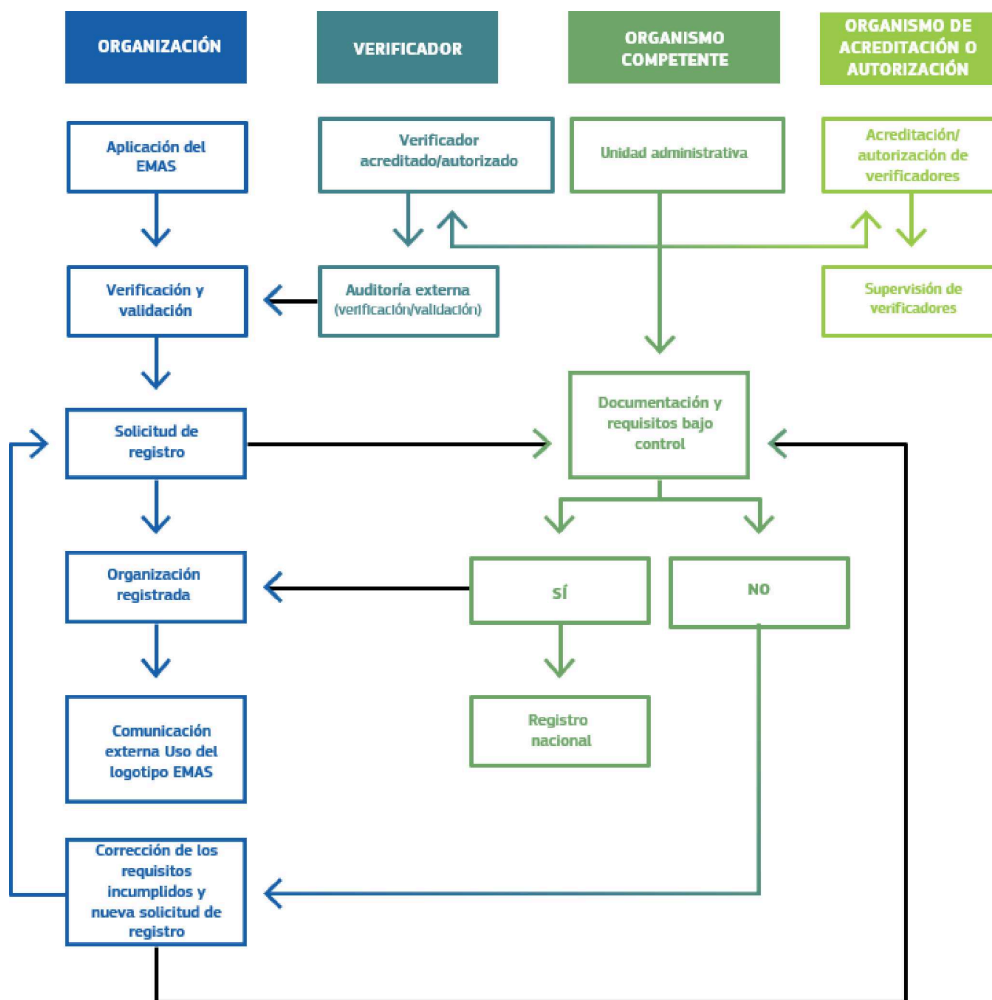 ORGANIZACIÓN
VERIFICADOR
ORGANISMO
COMPETENTE
ORGANISMO DE
ACREDITACIÓN O
AUTORIZACIÓN
Aplicación del
EMAS
Verificador
acreditado/autorizado
Unidad administrativa
Acreditación/
autorización de
verificadores
Verificación y
validación
Auditoría externa
(verificación/validación)
Supervisión de
verificadores
Solicitud de
registro
Documentación y
requisitos bajo
control
Organización
registrada
SÍ
NO
Comunicación
externa Uso del
logotipo EMAS
Registro
nacional
Corrección de los
requisitos
incumplidos y
nueva solicitud de
registro